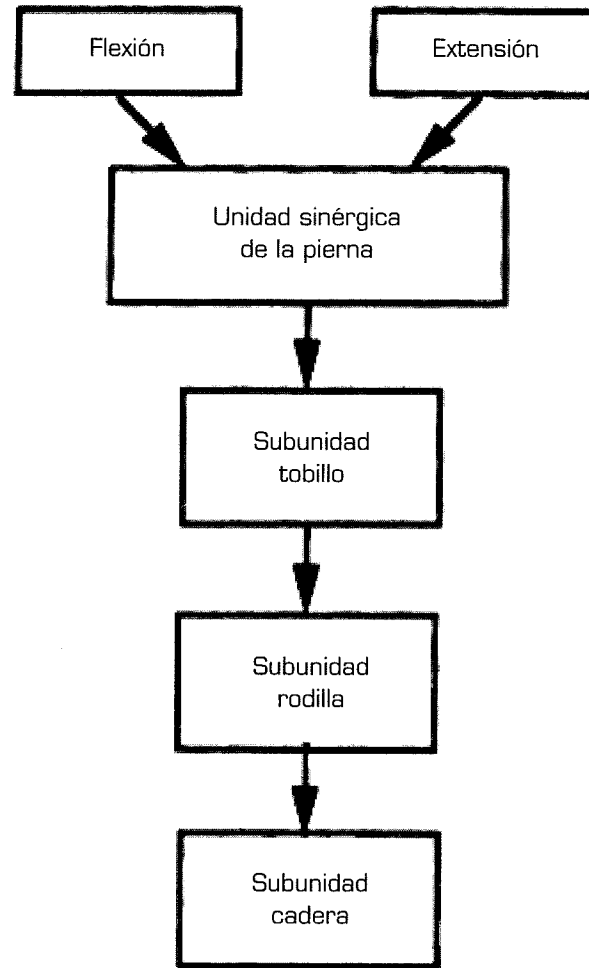 Flexión
Extensión
Unidad sinérgica
de la pierna
Subunidad
tobillo
Subunidad
rodilla
Subunidad
cadera